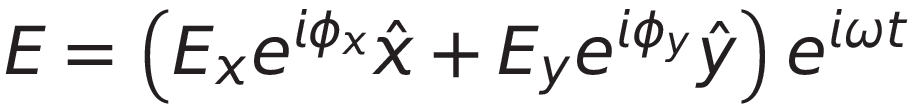 E = (E_x e^{iϕ_x} x̂ + E_y e^{iϕ_y} ŷ) e^{iωt}